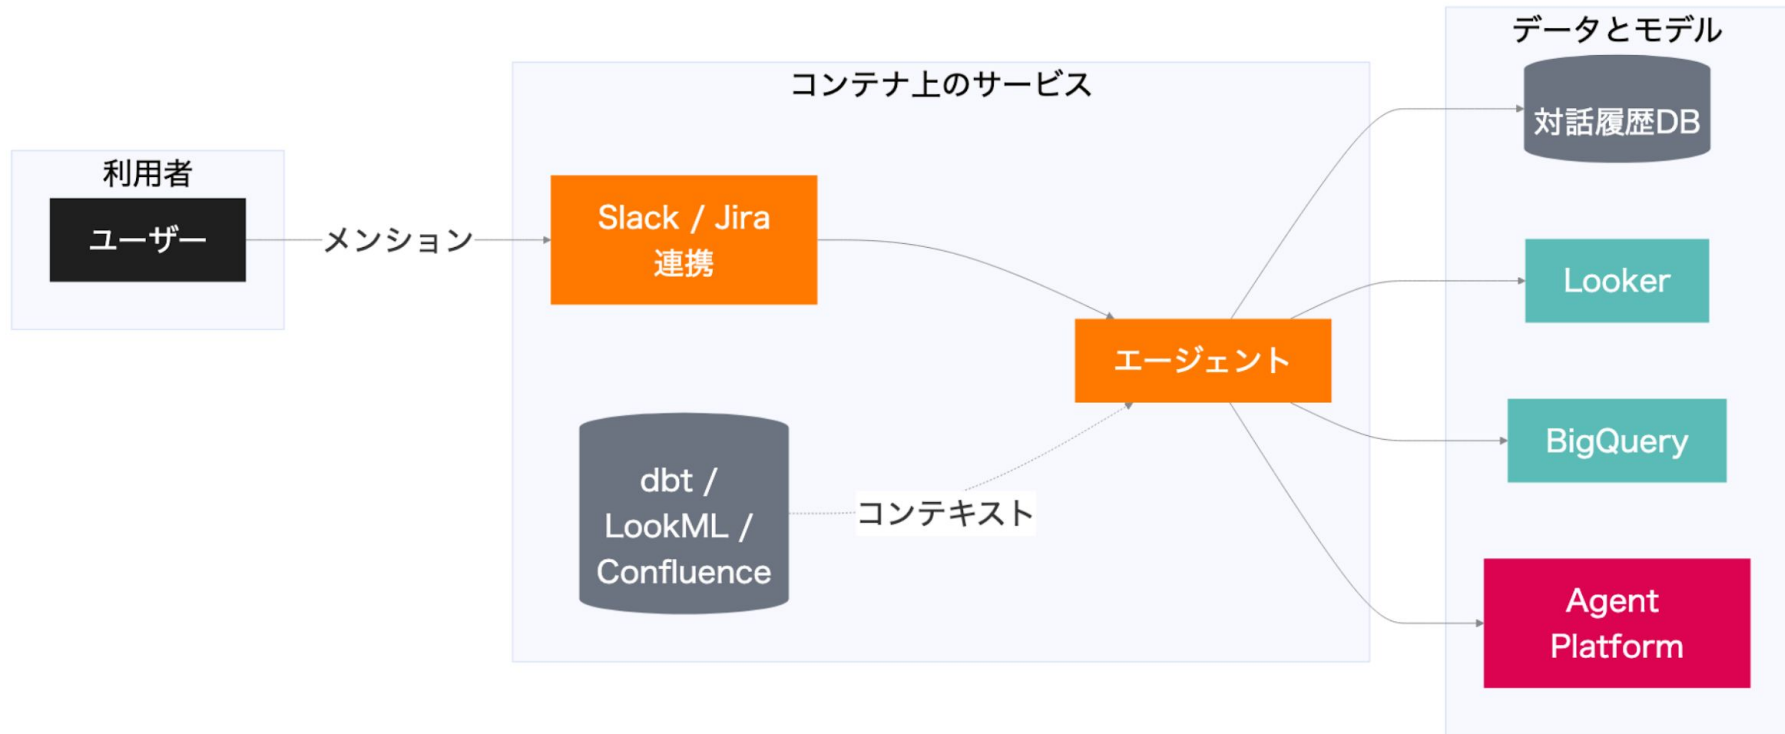 利用者
ユーザー
メンション
コンテナ上のサービス
Slack / Jira
連携
エージェント
dbt /
LookML /
Confluence
コンテキスト
データとモデル
対話履歴DB
Looker
BigQuery
Agent
Platform